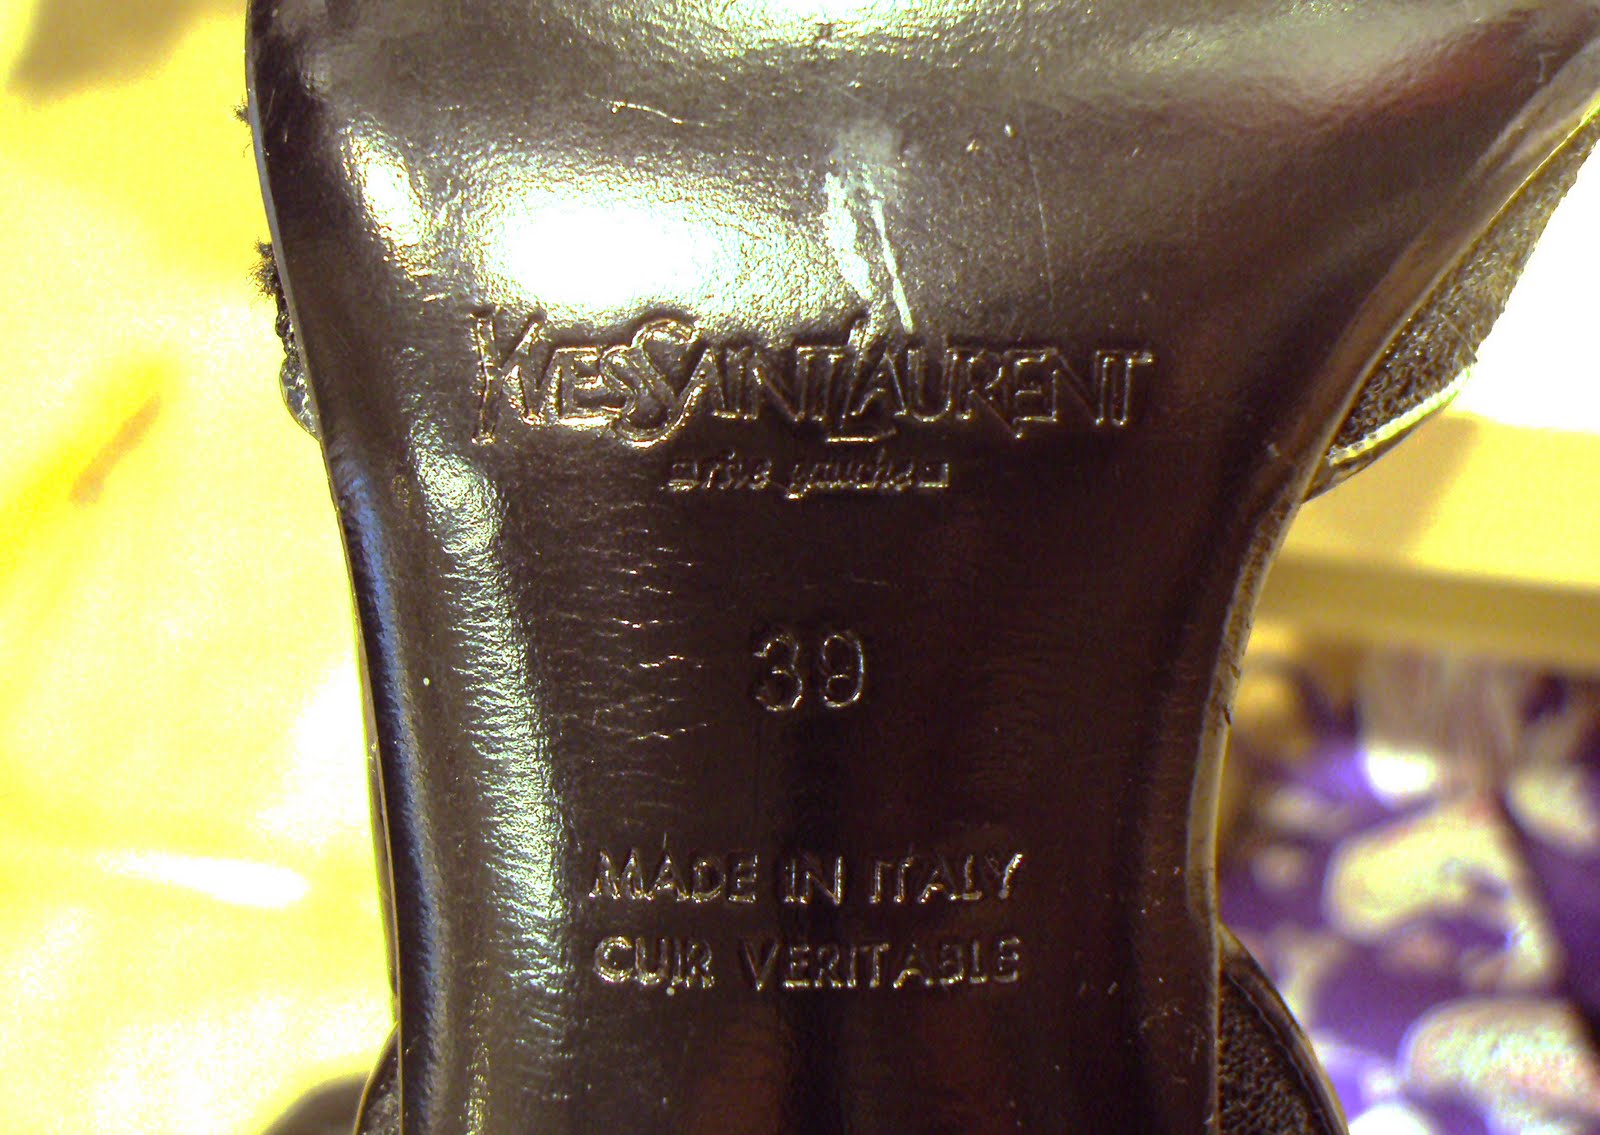 YVESSAINTLAURENT
rive gauche
39
MADE IN ITALY
CUIR VERITABLE